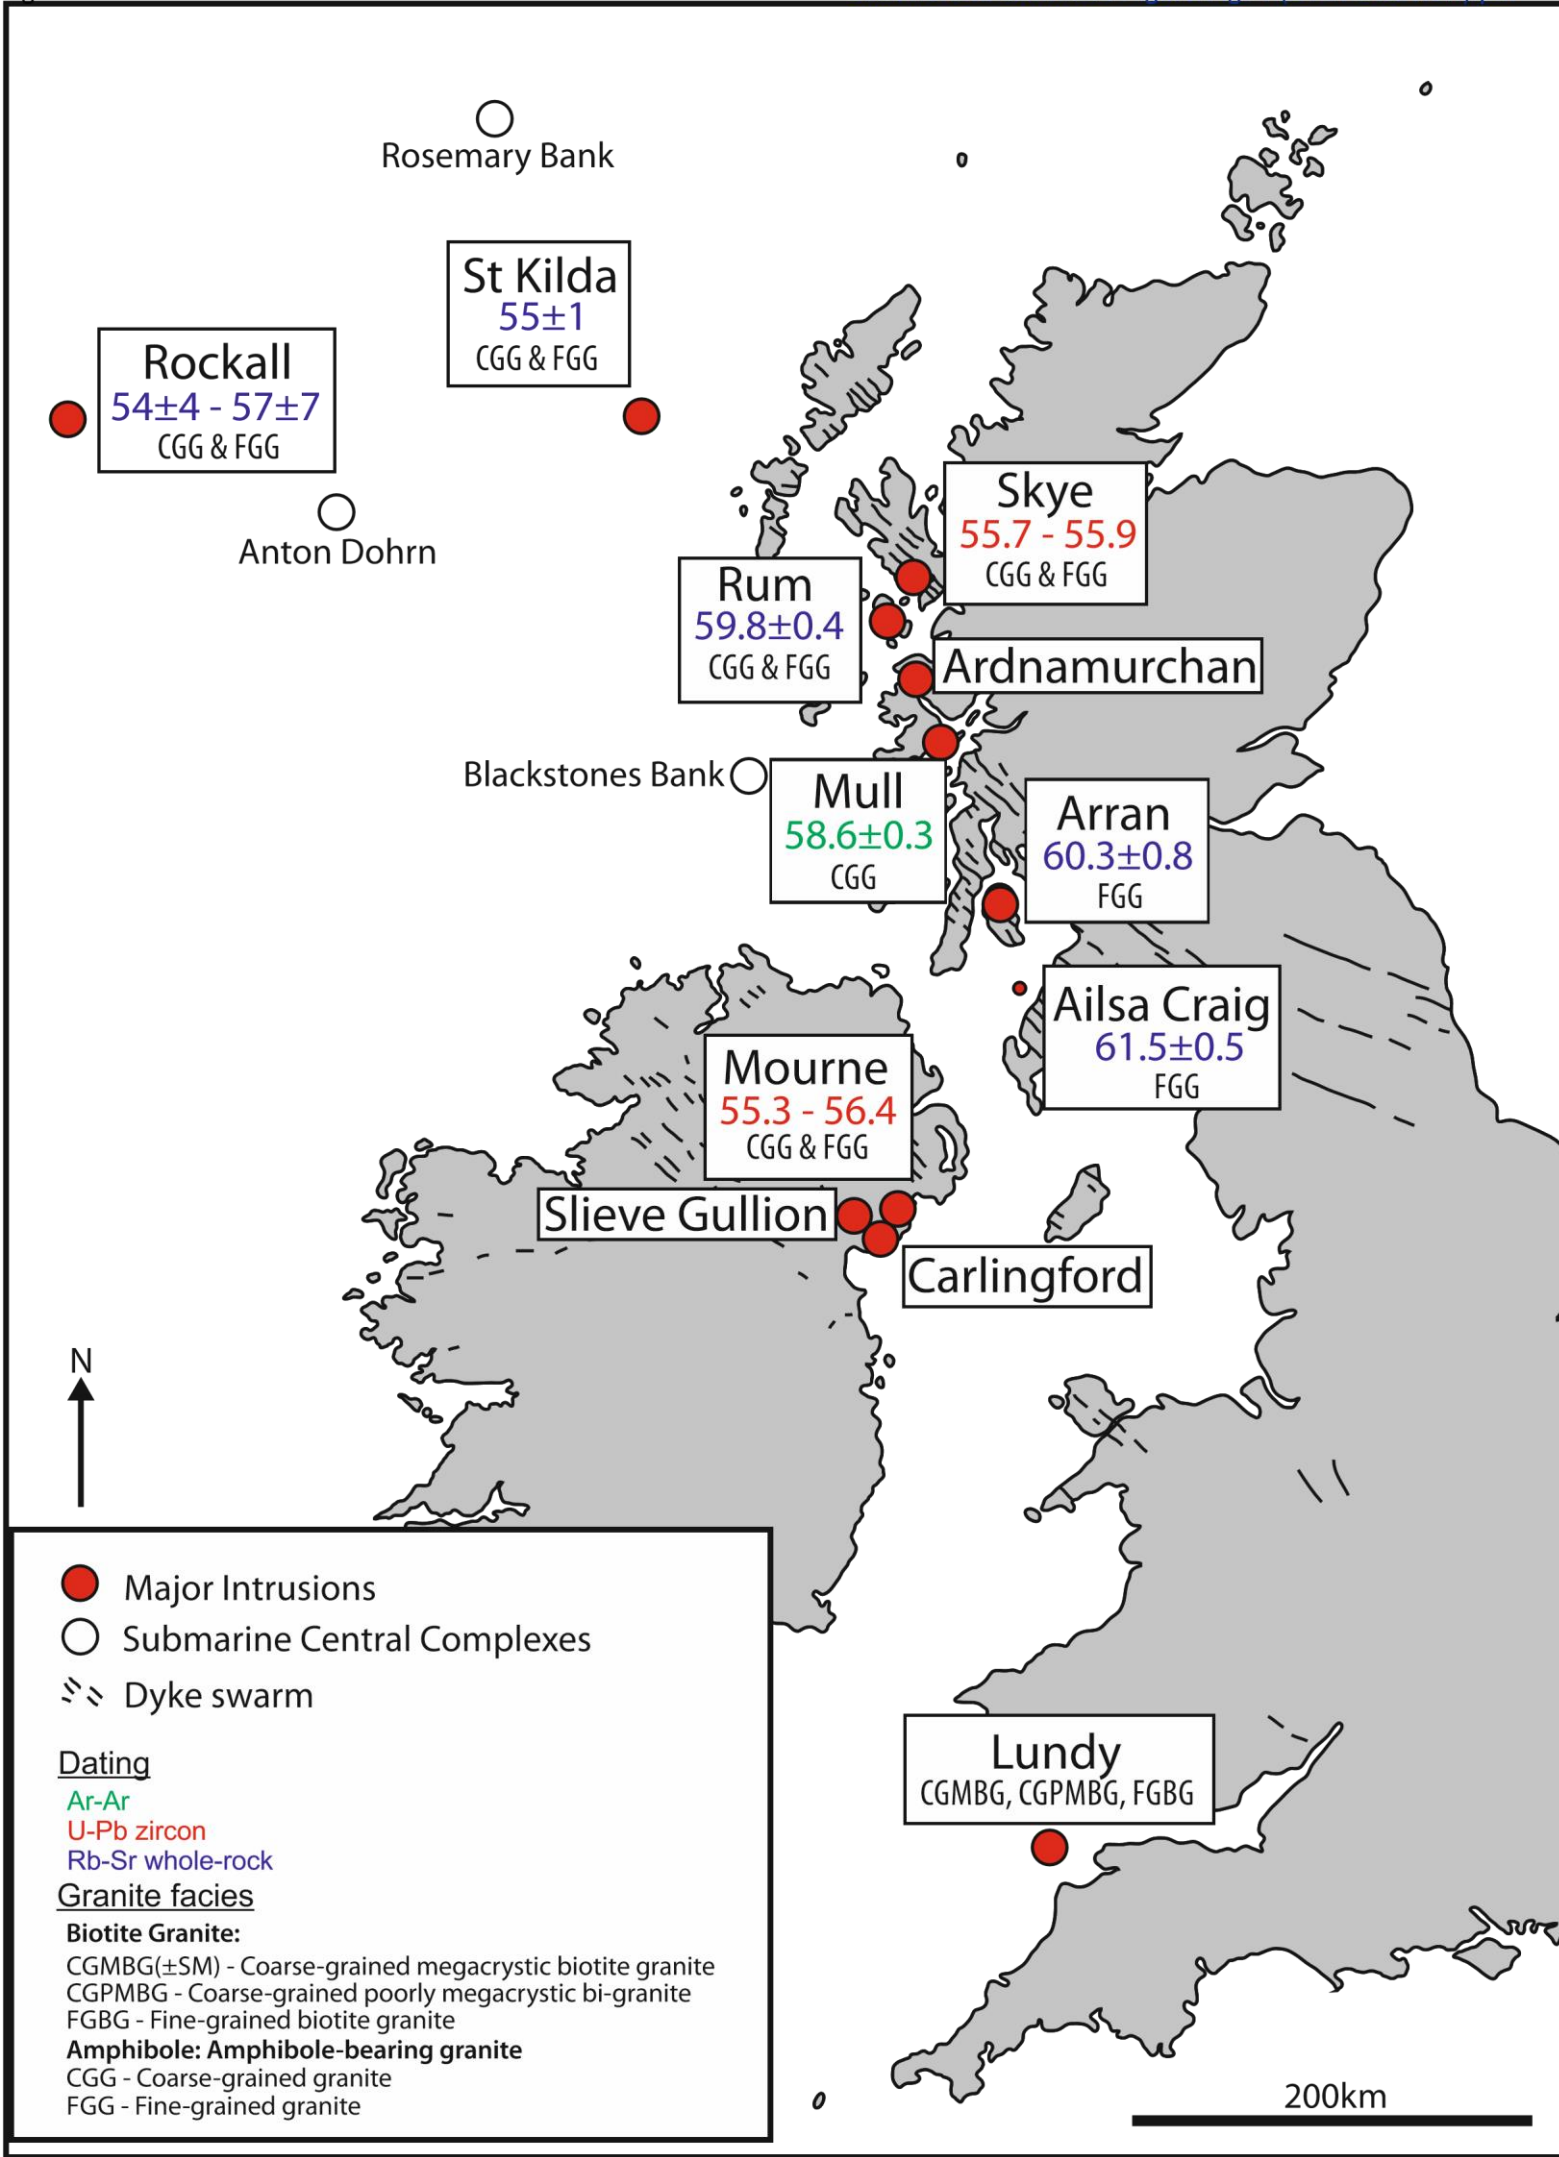 Rosemary Bank
St Kilda
55±1
CGG & FGG
Rockall
54±4 - 57±7
CGG & FGG
Anton Dohrn
Skye
55.7 - 55.9
CGG & FGG
Rum
59.8±0.4
CGG & FGG
Ardnamurchan
Blackstones Bank
Mull
58.6±0.3
CGG
Arran
60.3±0.8
FGG
Ailsa Craig
61.5±0.5
FGG
Mourne
55.3 - 56.4
CGG & FGG
Slieve Gullion
Carlingford
N
Major Intrusions
Submarine Central Complexes
Dyke swarm
Dating
Ar-Ar
U-Pb zircon
Rb-Sr whole-rock
Granite facies
Biotite Granite:
CGMBG(±SM) - Coarse-grained megacrystic biotite granite
CGPMBG - Coarse-grained poorly megacrystic bi-granite
FGBG - Fine-grained biotite granite
Amphibole: Amphibole-bearing granite
CGG - Coarse-grained granite
FGG - Fine-grained granite
Lundy
CGMBG, CGPMBG, FGBG
200km